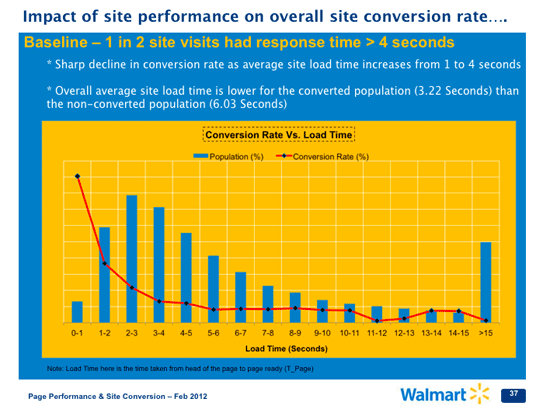 Impact of site performance on overall site conversion rate….
Baseline – 1 in 2 site visits had response time > 4 seconds
* Sharp decline in conversion rate as average site load time increases from 1 to 4 seconds
* Overall average site load time is lower for the converted population (3.22 Seconds) than
the non-converted population (6.03 Seconds)
Conversion Rate Vs. Load Time
Population (%) Conversion Rate (%)
0-1 1-2 2-3 3-4 4-5 5-6 6-7 7-8 8-9 9-10 10-11 11-12 12-13 13-14 14-15 >15
Load Time (Seconds)
Note: Load Time here is the time taken from head of the page to page ready (T_Page)
Page Performance & Site Conversion – Feb 2012
Walmart
37